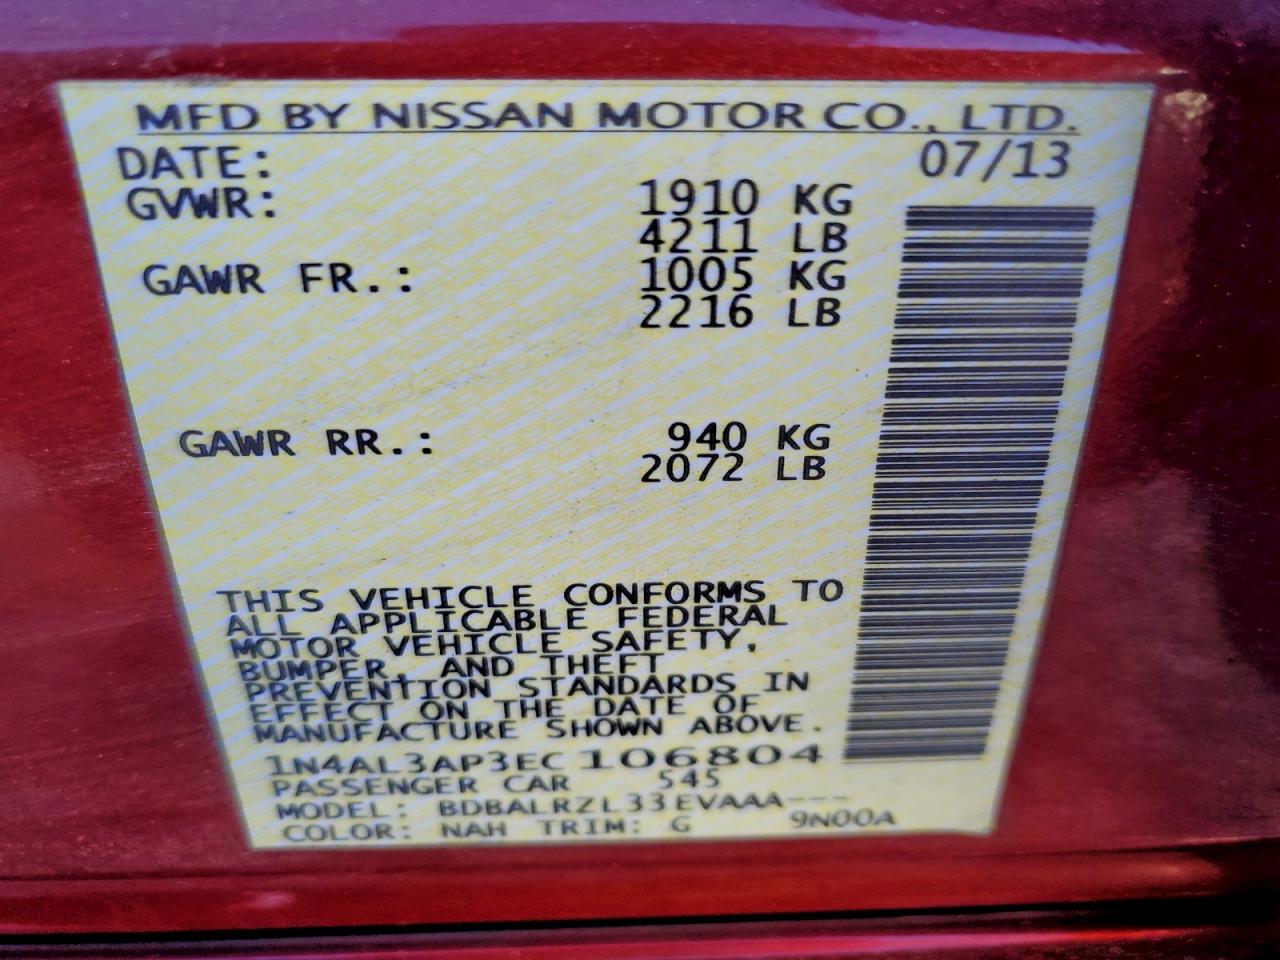 MFD BY NISSAN MOTOR CO., LTD.
DATE: 07/13
GVWR: 1910 KG
4211 LB
GAWR FR.: 1005 KG
2216 LB
GAWR RR.: 940 KG
2072 LB
THIS VEHICLE CONFORMS TO
ALL APPLICABLE FEDERAL
MOTOR VEHICLE SAFETY,
BUMPER, AND THEFT
PREVENTION STANDARDS IN
EFFECT ON THE DATE OF
MANUFACTURE SHOWN ABOVE.
1N4AL3AP3EC106804
PASSENGER CAR 545
MODEL: BDBALRZL33EVAAA---
COLOR: NAH TRIM: G 9N00A